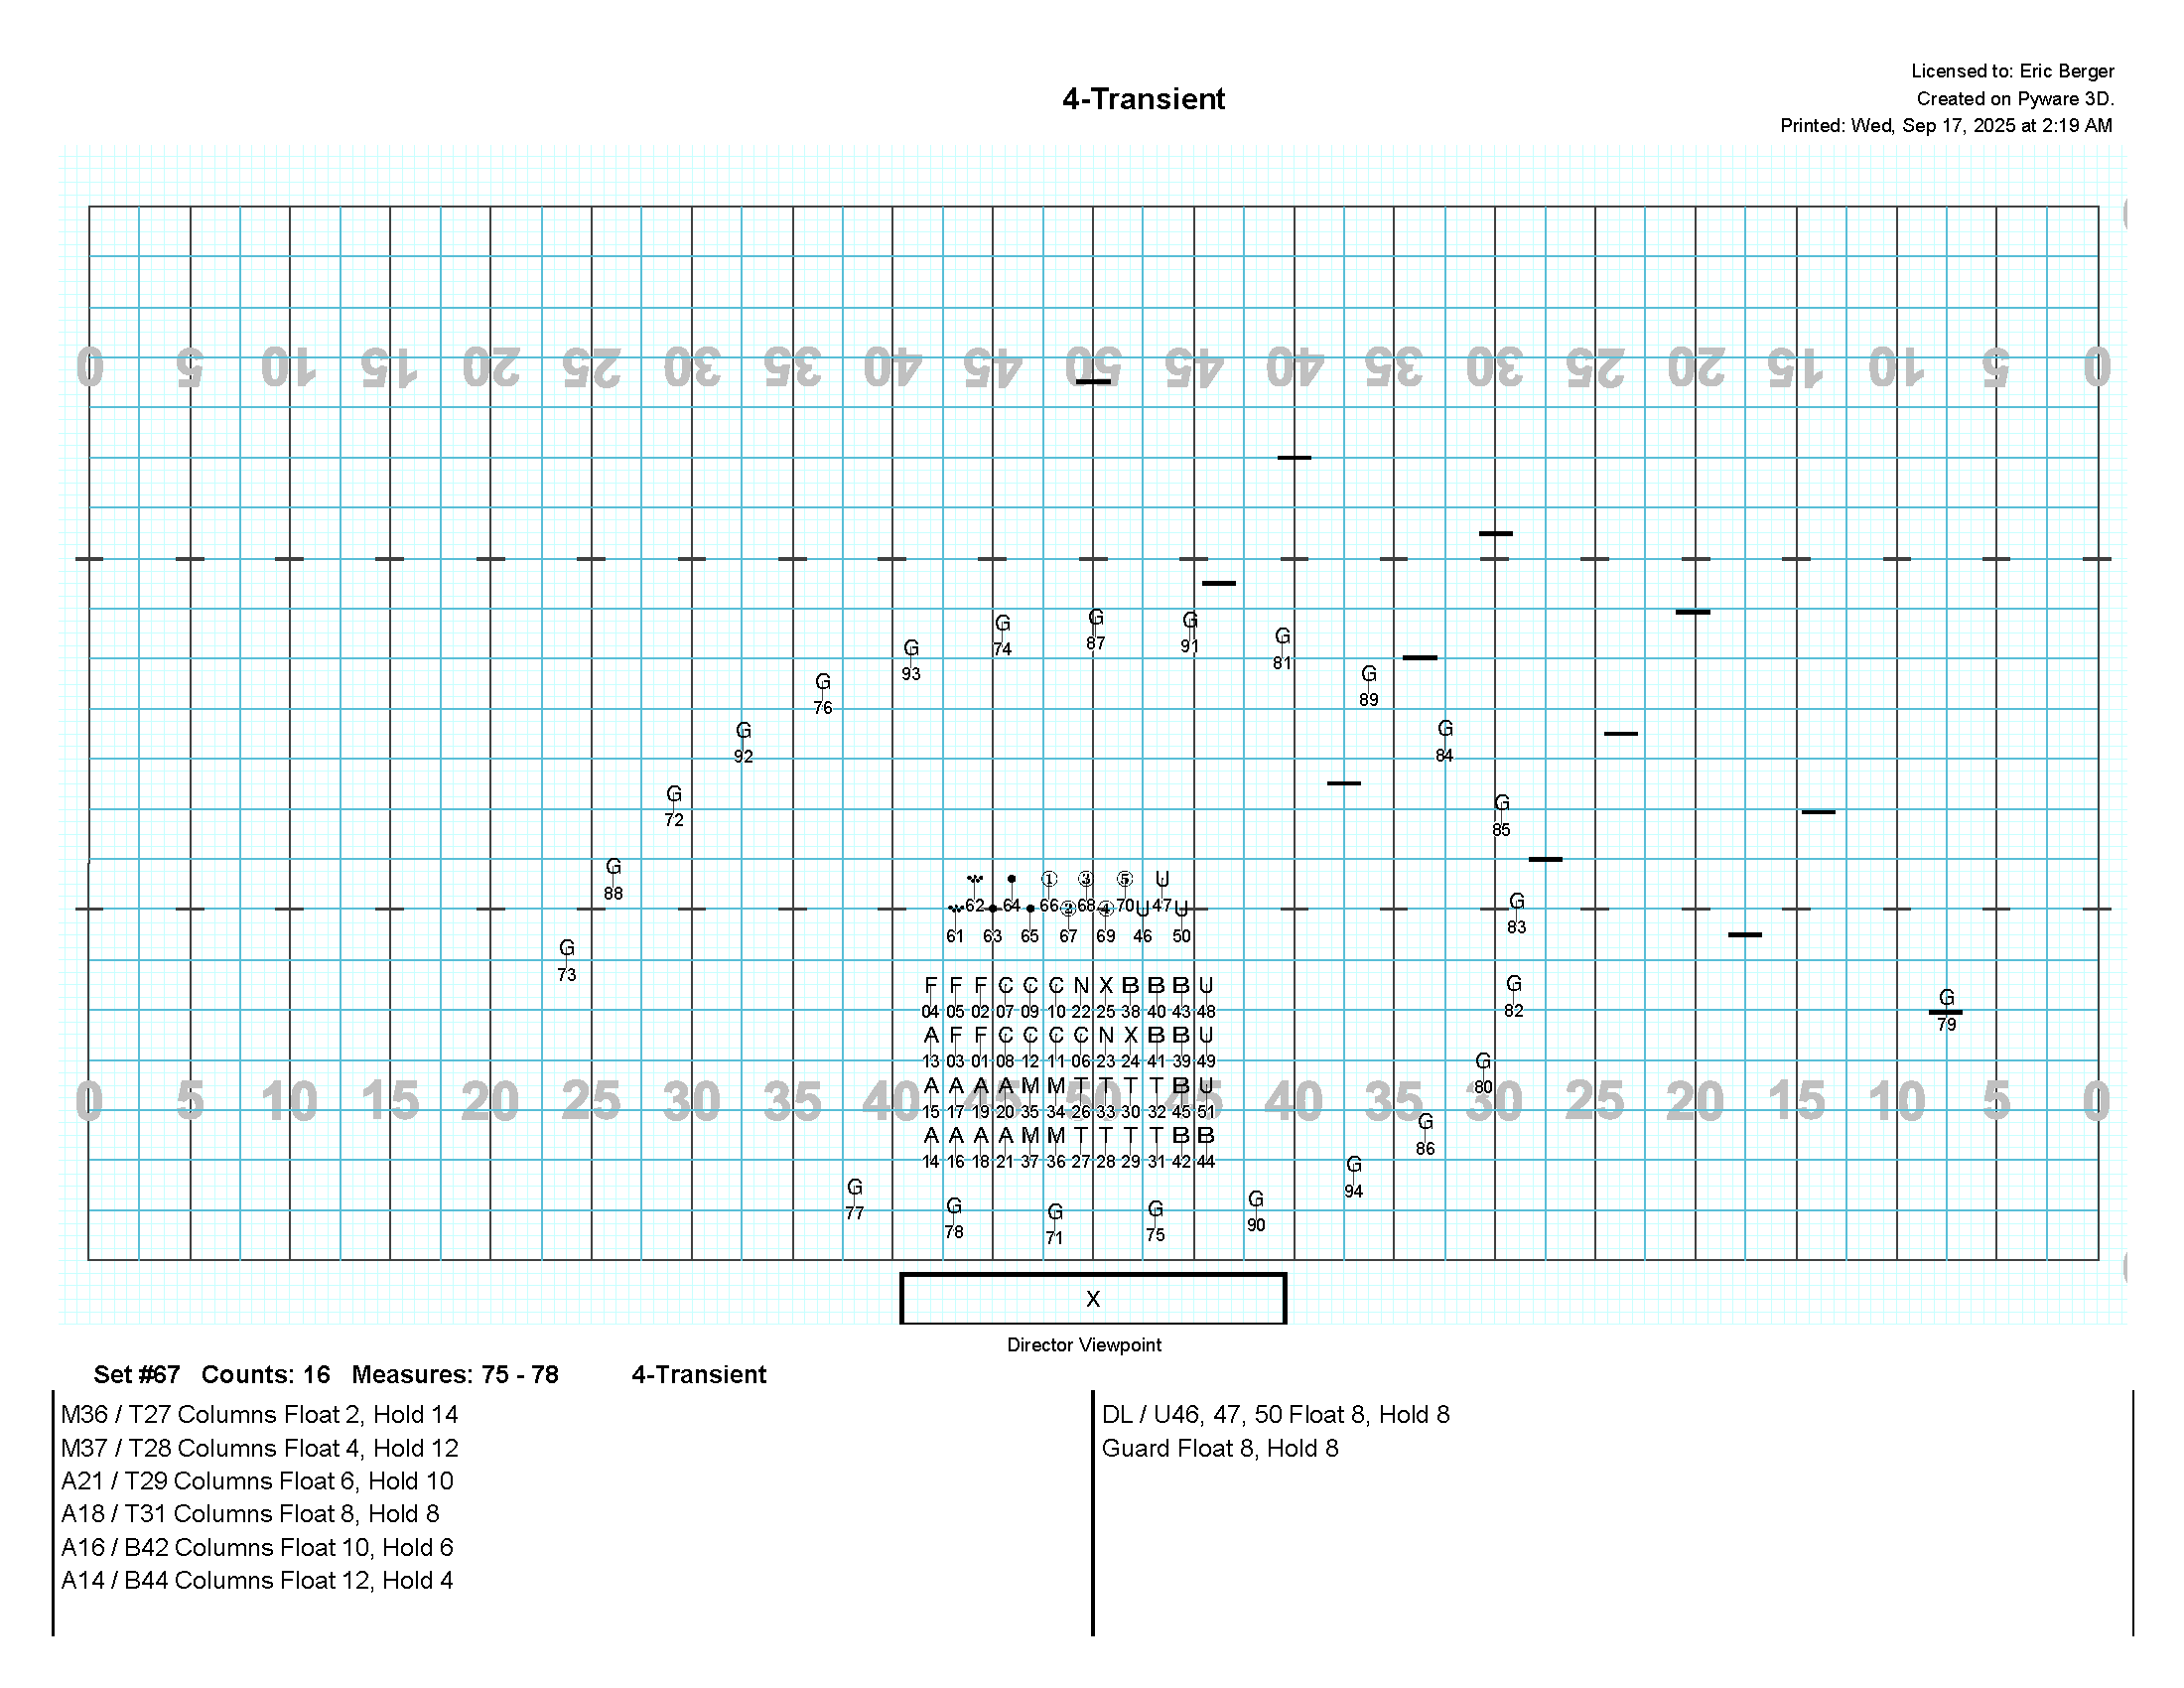 4-Transient
Licensed to: Eric Berger
Created on Pyware 3D.
Printed: Wed, Sep 17, 2025 at 2:19 AM
0 5 10 15 20 25 30 35 40 45 50 45 40 35 30 25 20 15 10 5 0
G G G G G
74 87 91 81 93
G G
76 89
G G
92 84
G G
72 85
G
88
① ③ ⑤ U
62 64 66 68 70 47
② ④ U U
61 63 65 67 69 46 50
G
83
G
73
F F F C C C N X B B B U
04 05 02 07 09 10 22 25 38 40 43 48
G
82
G
79
A F F C C C C N X B B U
13 03 01 08 12 11 06 23 24 41 39 49
G
80
0 5 10 15 20 25 30 35 40 45 50 45 40 35 30 25 20 15 10 5 0
A A A A M M T T T T B U
15 17 19 20 35 34 26 33 30 32 45 51
G
86
A A A A M M T T T T B B
14 16 18 21 37 36 27 28 29 31 42 44
G
94
G G G G G
77 78 71 75 90
X
Director Viewpoint
Set #67 Counts: 16 Measures: 75 - 78 4-Transient
M36 / T27 Columns Float 2, Hold 14
M37 / T28 Columns Float 4, Hold 12
A21 / T29 Columns Float 6, Hold 10
A18 / T31 Columns Float 8, Hold 8
A16 / B42 Columns Float 10, Hold 6
A14 / B44 Columns Float 12, Hold 4
DL / U46, 47, 50 Float 8, Hold 8
Guard Float 8, Hold 8